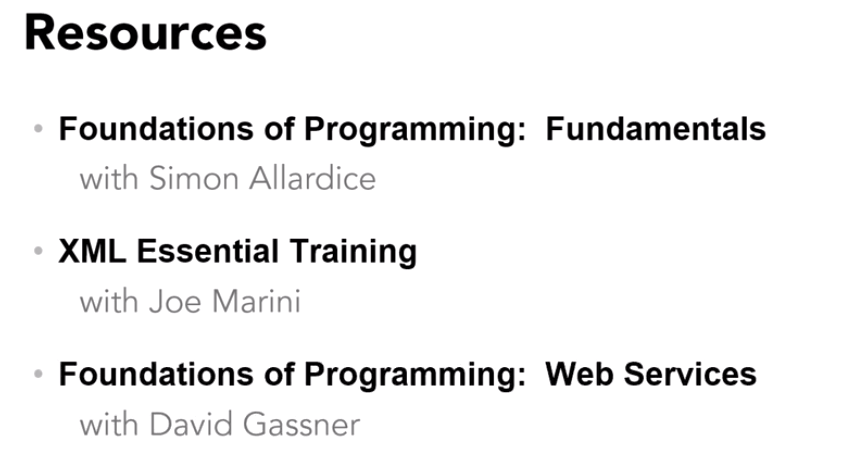 Resources
• Foundations of Programming:  Fundamentals
with Simon Allardice
• XML Essential Training
with Joe Marini
• Foundations of Programming:  Web Services
with David Gassner